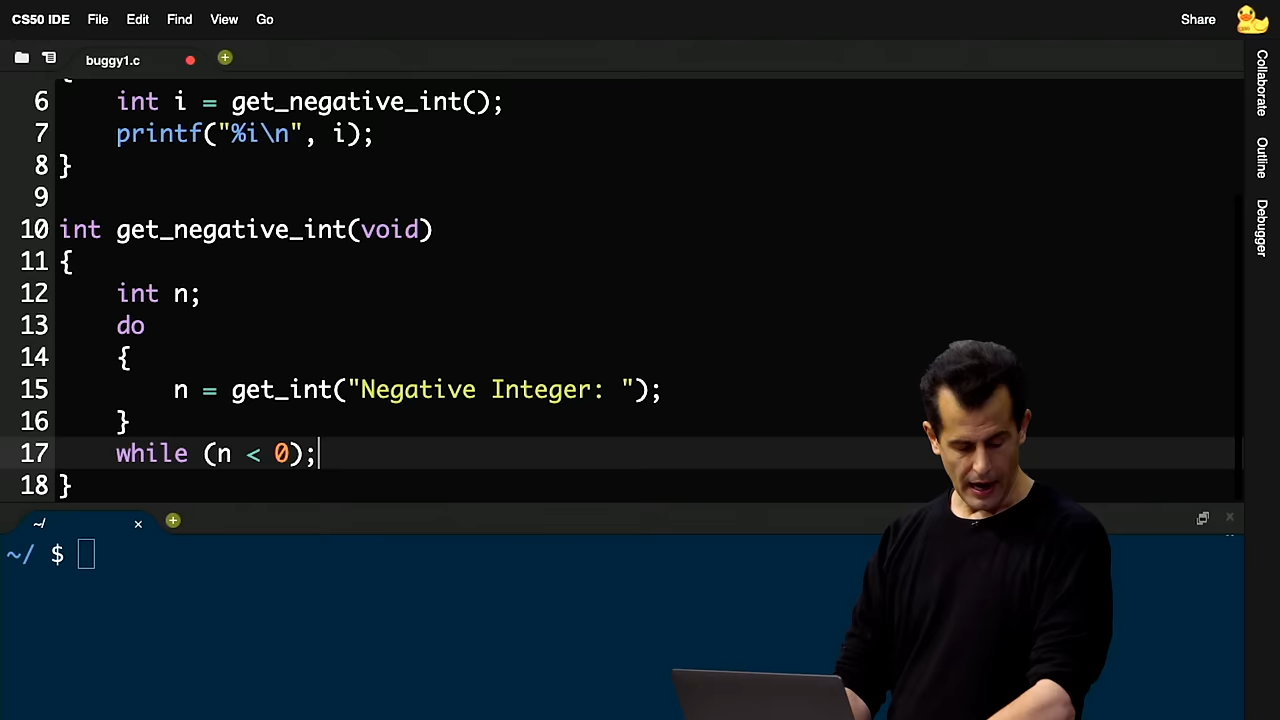 CS50 IDE File Edit Find View Go Share
buggy1.c
{
6 int i = get_negative_int();
7 printf("%i\n", i);
8 }
9
10 int get_negative_int(void)
11 {
12 int n;
13 do
14 {
15 n = get_int("Negative Integer: ");
16 }
17 while (n < 0);
18 }
~/
~/ $
Collaborate
Outline
Debugger